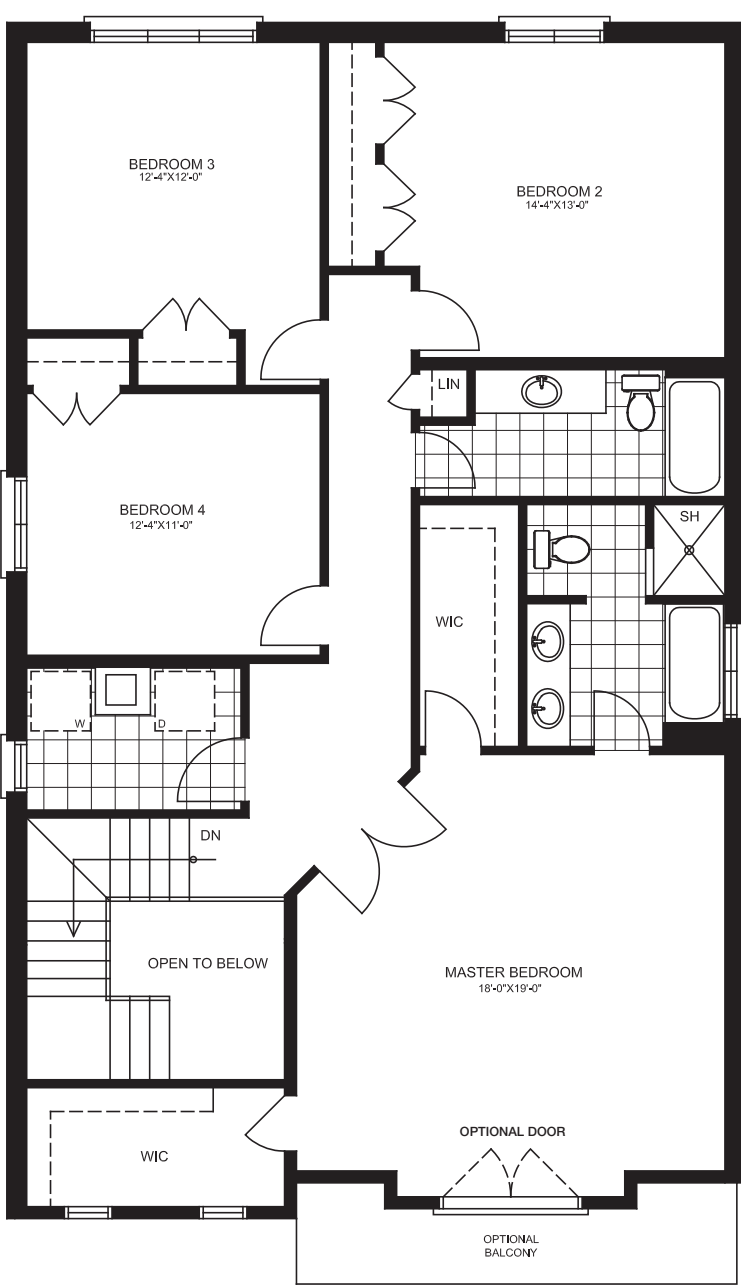 BEDROOM 3
12'-4"X12'-0"
BEDROOM 2
14'-4"X13'-0"
LIN
BEDROOM 4
12'-4"X11'-0"
SH
WIC
W
D
DN
OPEN TO BELOW
MASTER BEDROOM
18'-0"X19'-0"
OPTIONAL DOOR
WIC
OPTIONAL
BALCONY